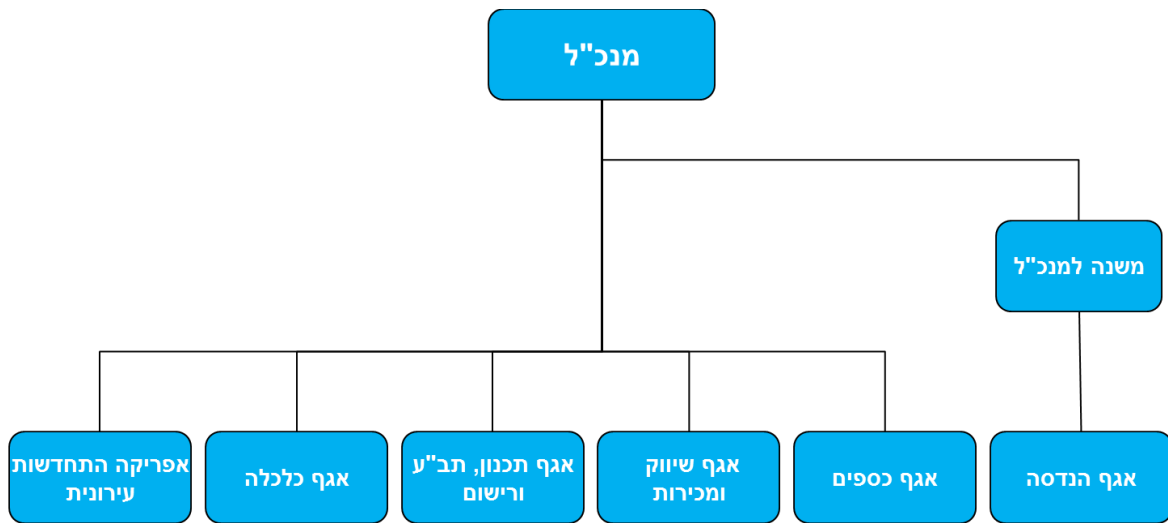 מנכ"ל
משנה למנכ"ל
אגף הנדסה
אגף כספים
אגף שיווק
ומכירות
אגף תכנון, תב"ע
ורישום
אגף כלכלה
אפריקה התחדשות
עירונית